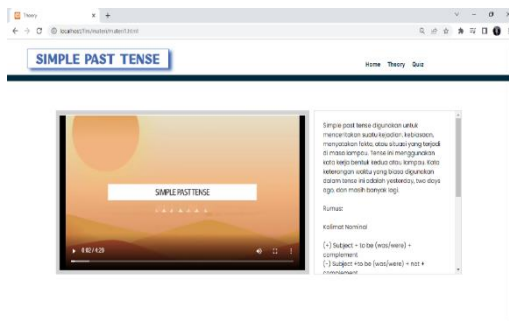 Theory
localhost/fis/materi/materi1.html
SIMPLE PAST TENSE
Home Theory Quiz
SIMPLE PAST TENSE
0:02 / 4:29
Simple past tense digunakan untuk
menceritakan suatu kejadian, kebiasaan,
menyatakan fakta, atau situasi yang terjadi
di masa lampau. Tense ini menggunakan
kata kerja bentuk kedua atau lampau. Kata
keterangan waktu yang biasa digunakan
dalam tense ini adalah yesterday, two days
ago, dan masih banyak lagi.
Rumus:
Kalimat Nominal
(+) Subject + to be (was/were) +
complement
(-) Subject +to be (was/were) + Not +
complement